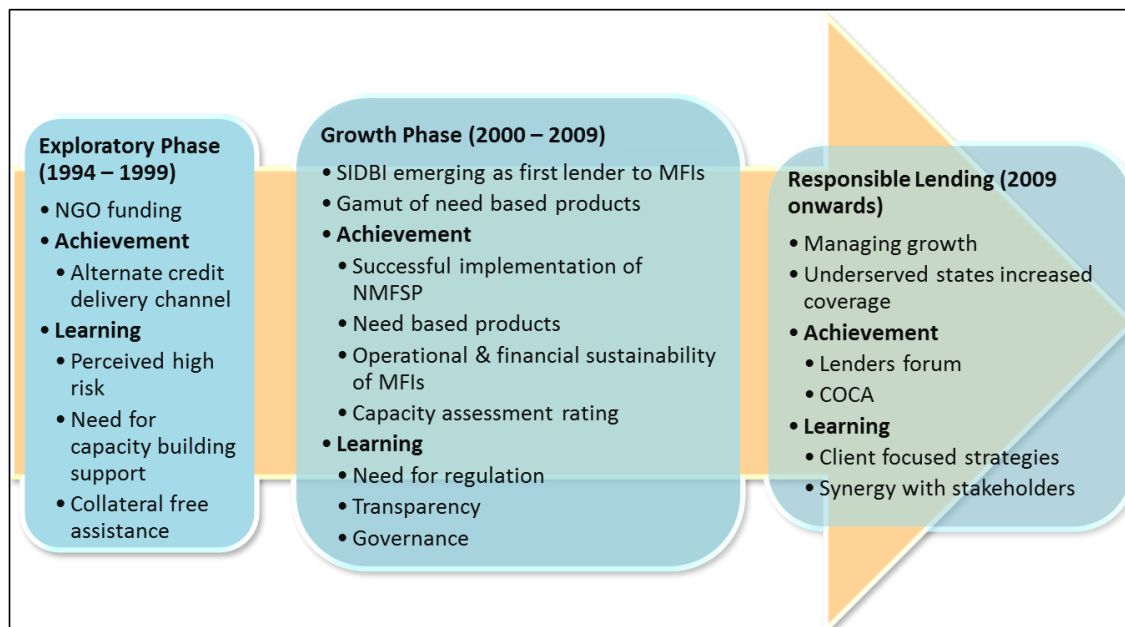 Exploratory Phase
(1994 – 1999)
• NGO funding
• Achievement
• Alternate credit
delivery channel
• Learning
• Perceived high
risk
• Need for
capacity building
support
• Collateral free
assistance
Growth Phase (2000 – 2009)
• SIDBI emerging as first lender to MFIs
• Gamut of need based products
• Achievement
• Successful implementation of
NMFSP
• Need based products
• Operational & financial sustainability
of MFIs
• Capacity assessment rating
• Learning
• Need for regulation
• Transparency
• Governance
Responsible Lending (2009
onwards)
• Managing growth
• Underserved states increased
coverage
• Achievement
• Lenders forum
• COCA
• Learning
• Client focused strategies
• Synergy with stakeholders